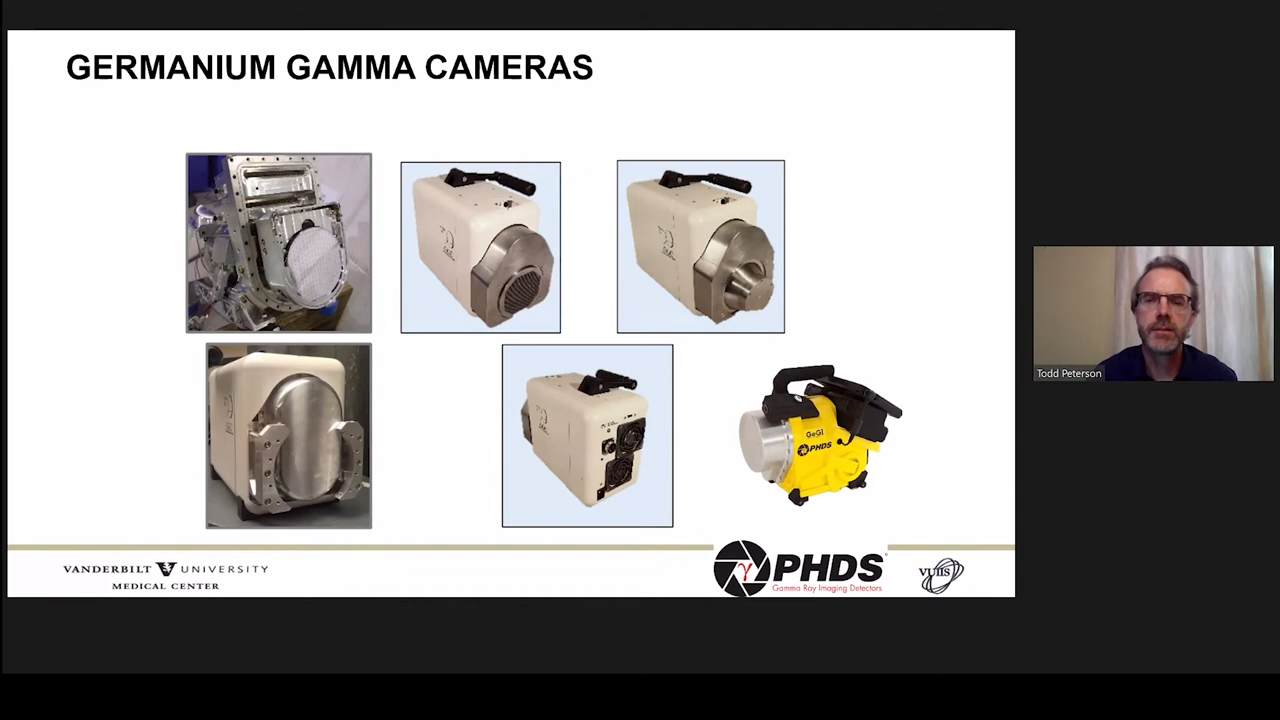 GERMANIUM GAMMA CAMERAS
GeGI
PHDS
VANDERBILT UNIVERSITY
MEDICAL CENTER
PHDS
Gamma Ray Imaging Detectors
VUIIS
Todd Peterson